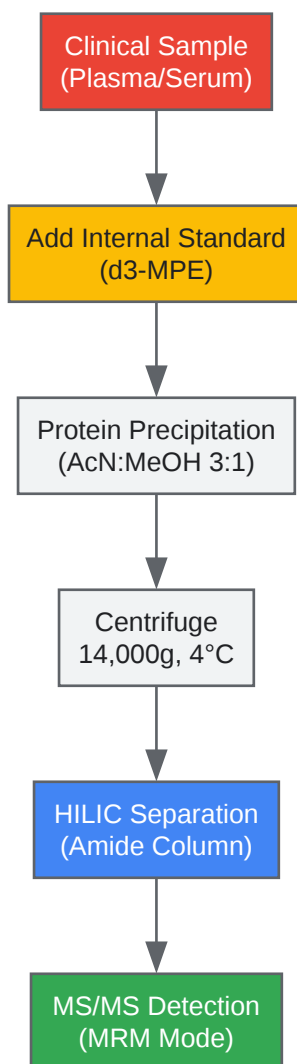 Clinical Sample
(Plasma/Serum)
Add Internal Standard
(d3-MPE)
Protein Precipitation
(AcN:MeOH 3:1)
Centrifuge
14,000g, 4°C
HILIC Separation
(Amide Column)
MS/MS Detection
(MRM Mode)